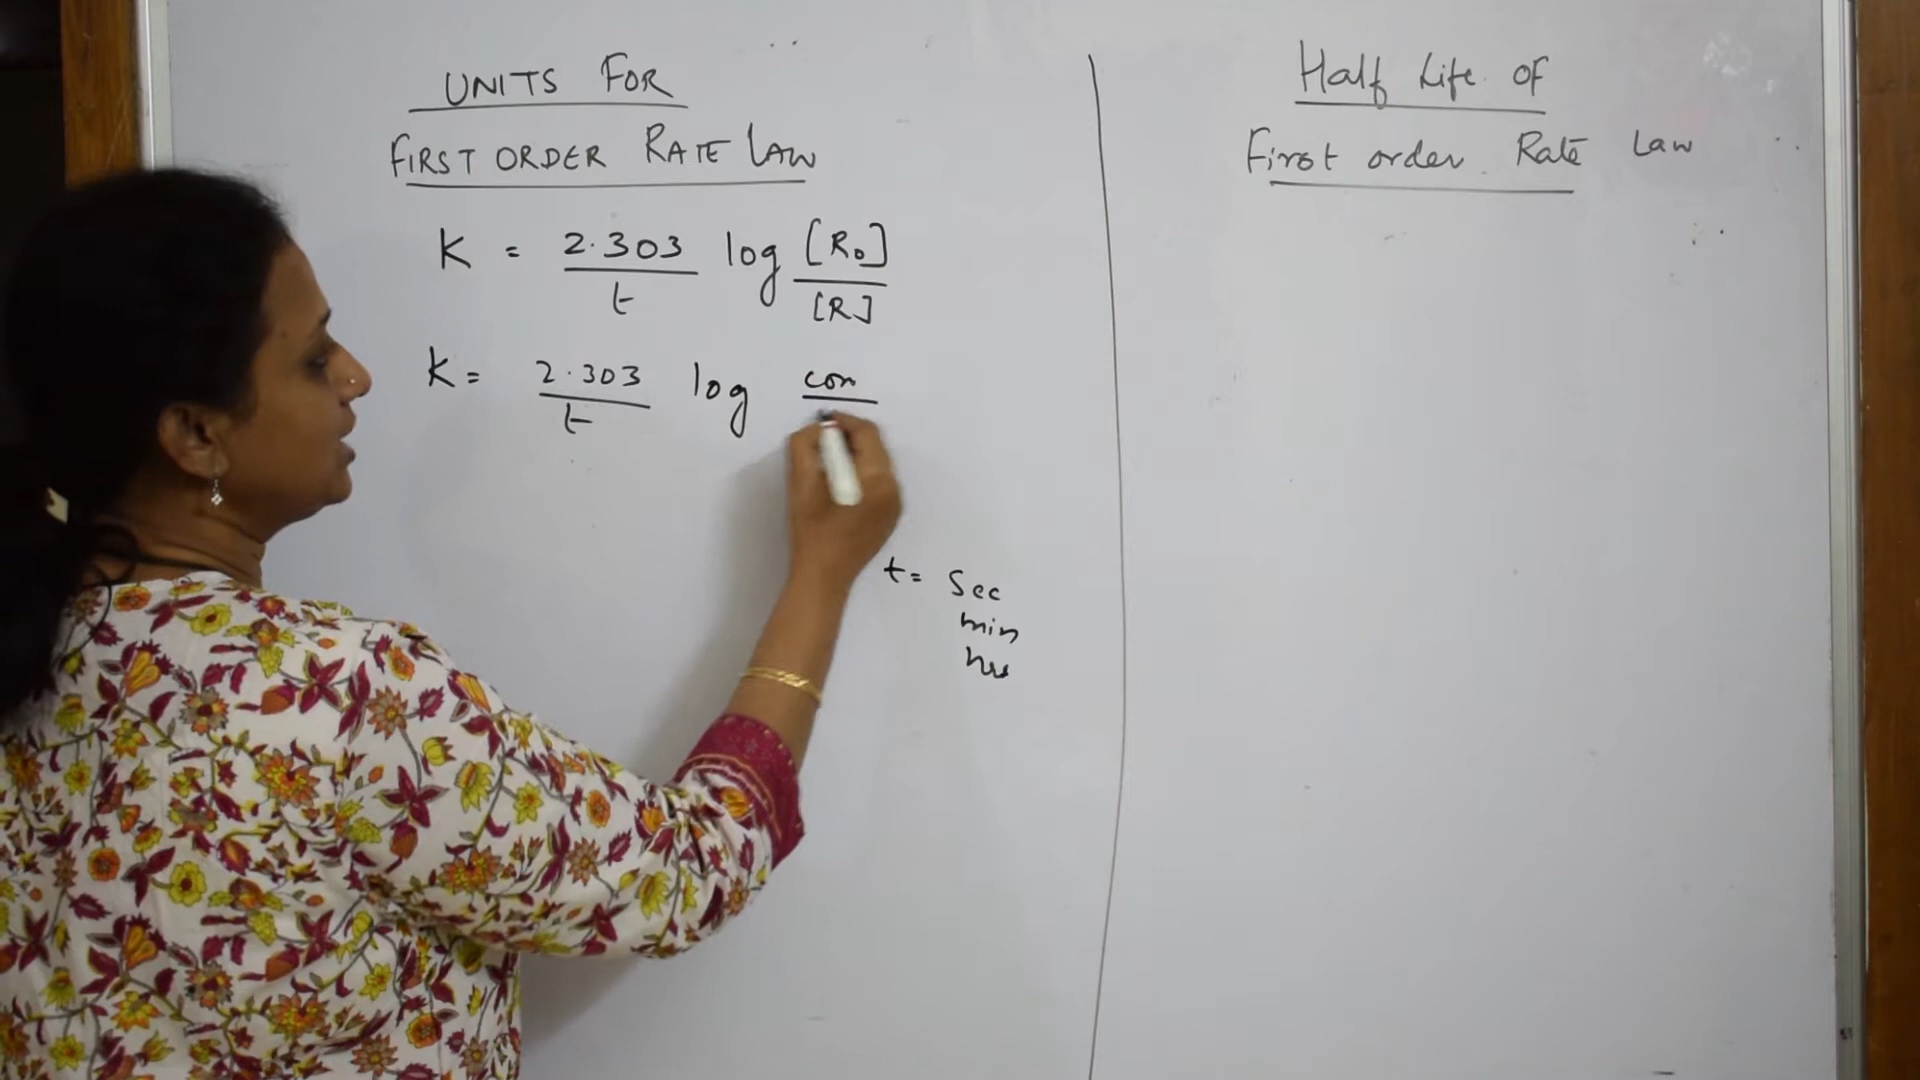 UNITS FOR
FIRST ORDER RATE LAW
K = 2.303/t log [R₀]/[R]
K = 2.303/t log con
t = Sec
min
hrs
Half Life of
First order Rate Law